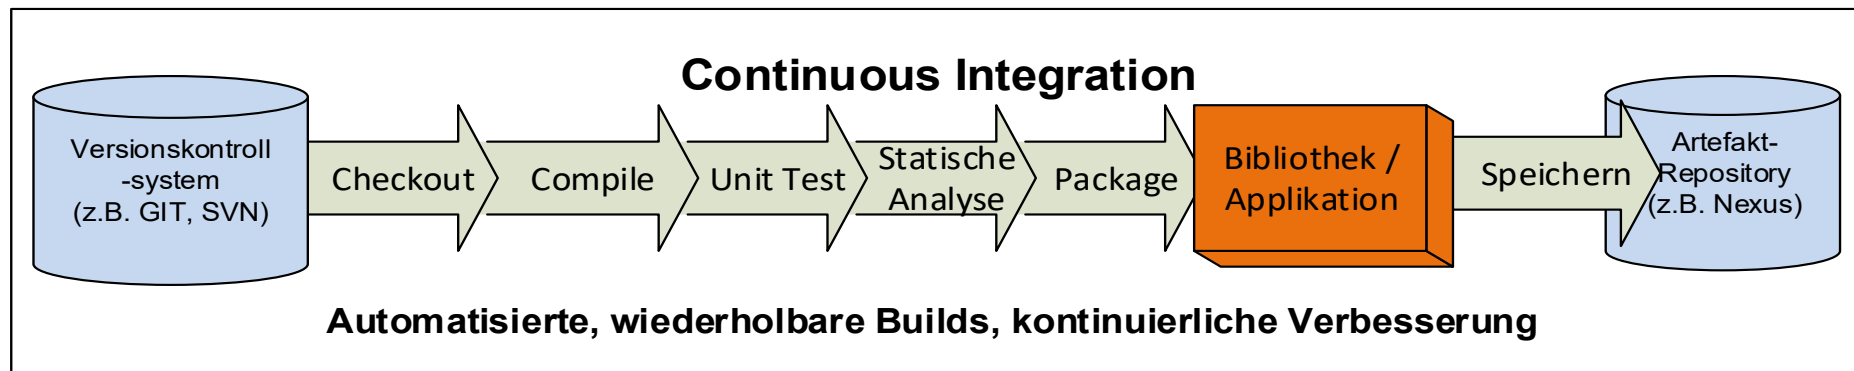 Continuous Integration
Versionskontroll
-system
(z.B. GIT, SVN)
Checkout
Compile
Unit Test
Statische
Analyse
Package
Bibliothek /
Applikation
Speichern
Artefakt-
Repository
(z.B. Nexus)
Automatisierte, wiederholbare Builds, kontinuierliche Verbesserung